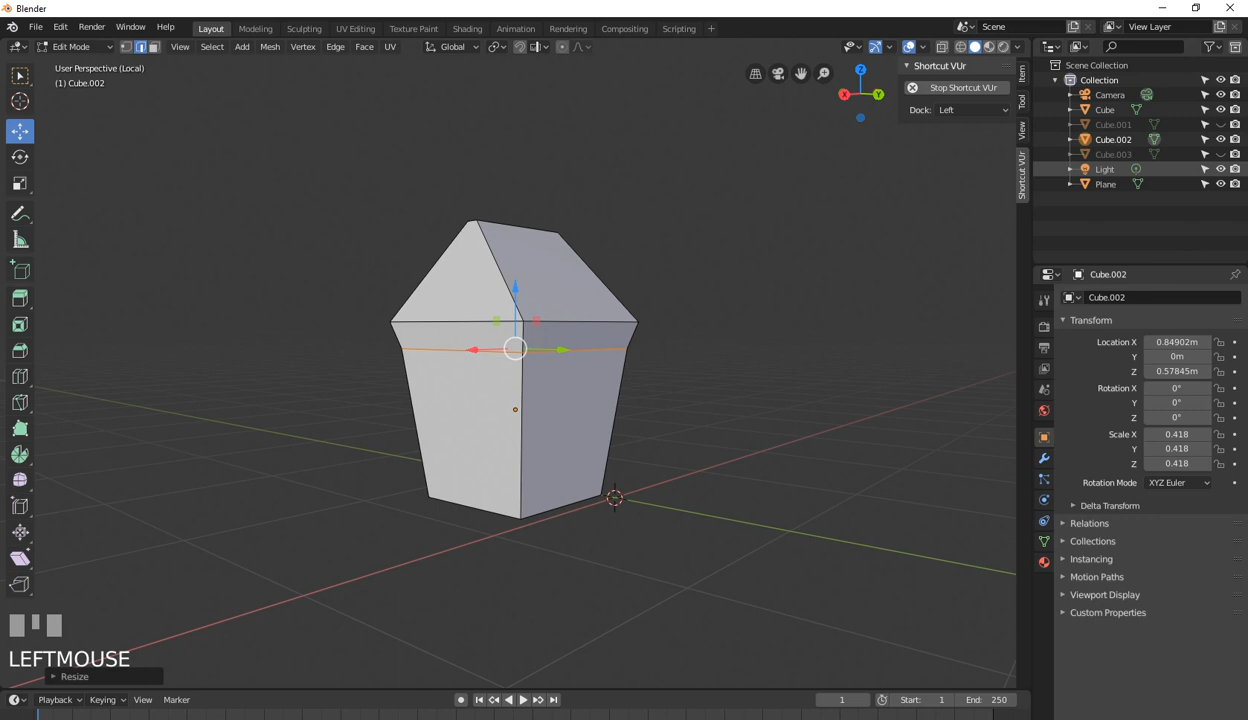 Blender
File Edit Render Window Help
Layout Modeling Sculpting UV Editing Texture Paint Shading Animation Rendering Compositing Scripting +
Scene
View Layer
Edit Mode View Select Add Mesh Vertex Edge Face UV
Global
User Perspective (Local)
(1) Cube.002
Z
X
Y
Shortcut VUr
Stop Shortcut VUr
Dock: Left
Item
Tool
View
Shortcut VUr
Scene Collection
Collection
Camera
Cube
Cube.001
Cube.002
Cube.003
Light
Plane
Cube.002
Cube.002
Transform
Location X 0.84902m
Y 0m
Z 0.57845m
Rotation X 0°
Y 0°
Z 0°
Scale X 0.418
Y 0.418
Z 0.418
Rotation Mode XYZ Euler
Delta Transform
Relations
Collections
Instancing
Motion Paths
Viewport Display
Custom Properties
LEFTMOUSE
Resize
Playback Keying View Marker
1
Start: 1
End: 250